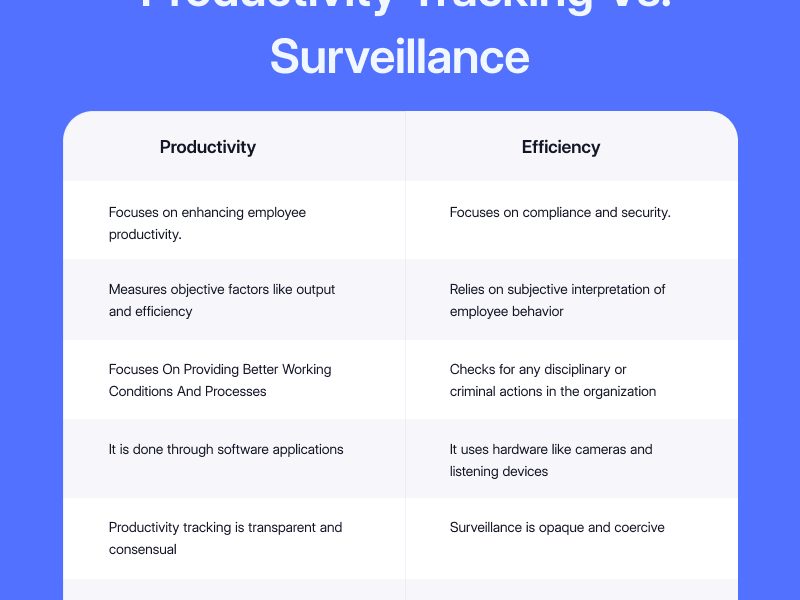 Productivity Tracking Vs.
Surveillance
Productivity
Efficiency
Focuses on enhancing employee
productivity.
Focuses on compliance and security.
Measures objective factors like output
and efficiency
Relies on subjective interpretation of
employee behavior
Focuses On Providing Better Working
Conditions And Processes
Checks for any disciplinary or
criminal actions in the organization
It is done through software applications
It uses hardware like cameras and
listening devices
Productivity tracking is transparent and
consensual
Surveillance is opaque and coercive